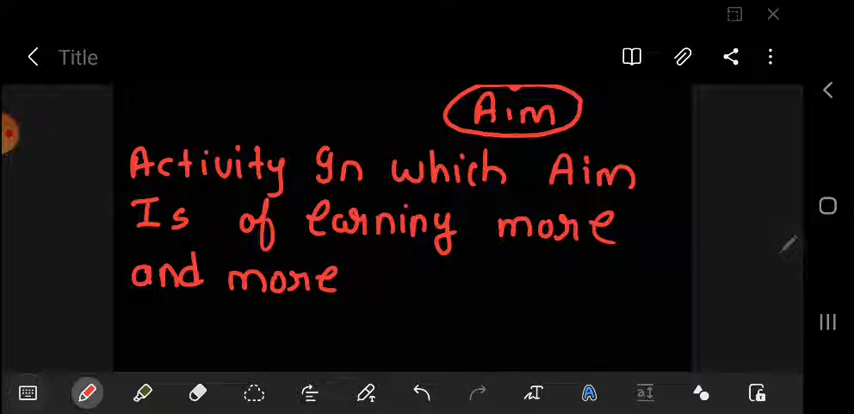 Title
Aim
Activity In which Aim
Is of earning more
and more